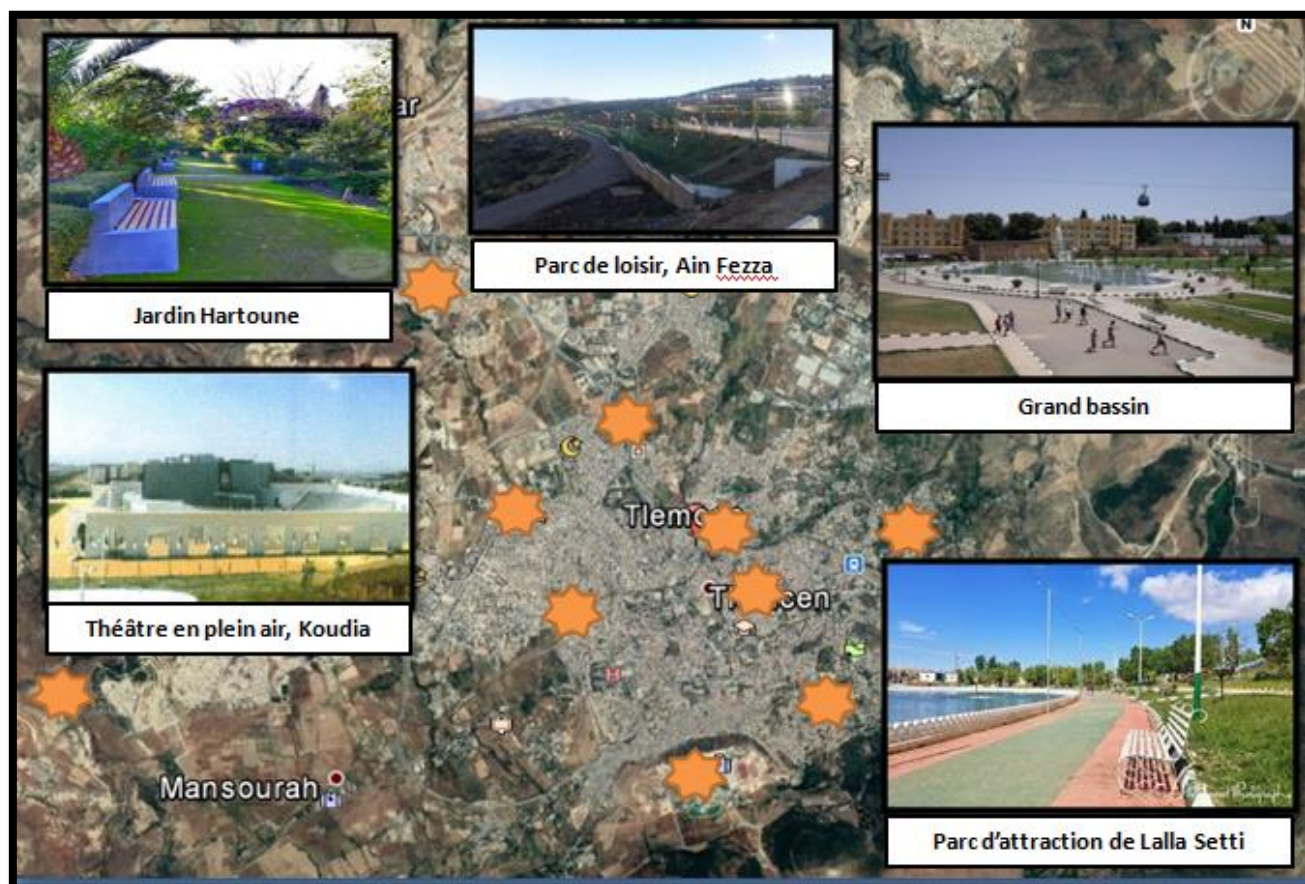 N
ar
Parc de loisir, Ain Fezza
Jardin Hartoune
Grand bassin
Théâtre en plein air, Koudia
Mansourah
Parc d'attraction de Lalla Setti